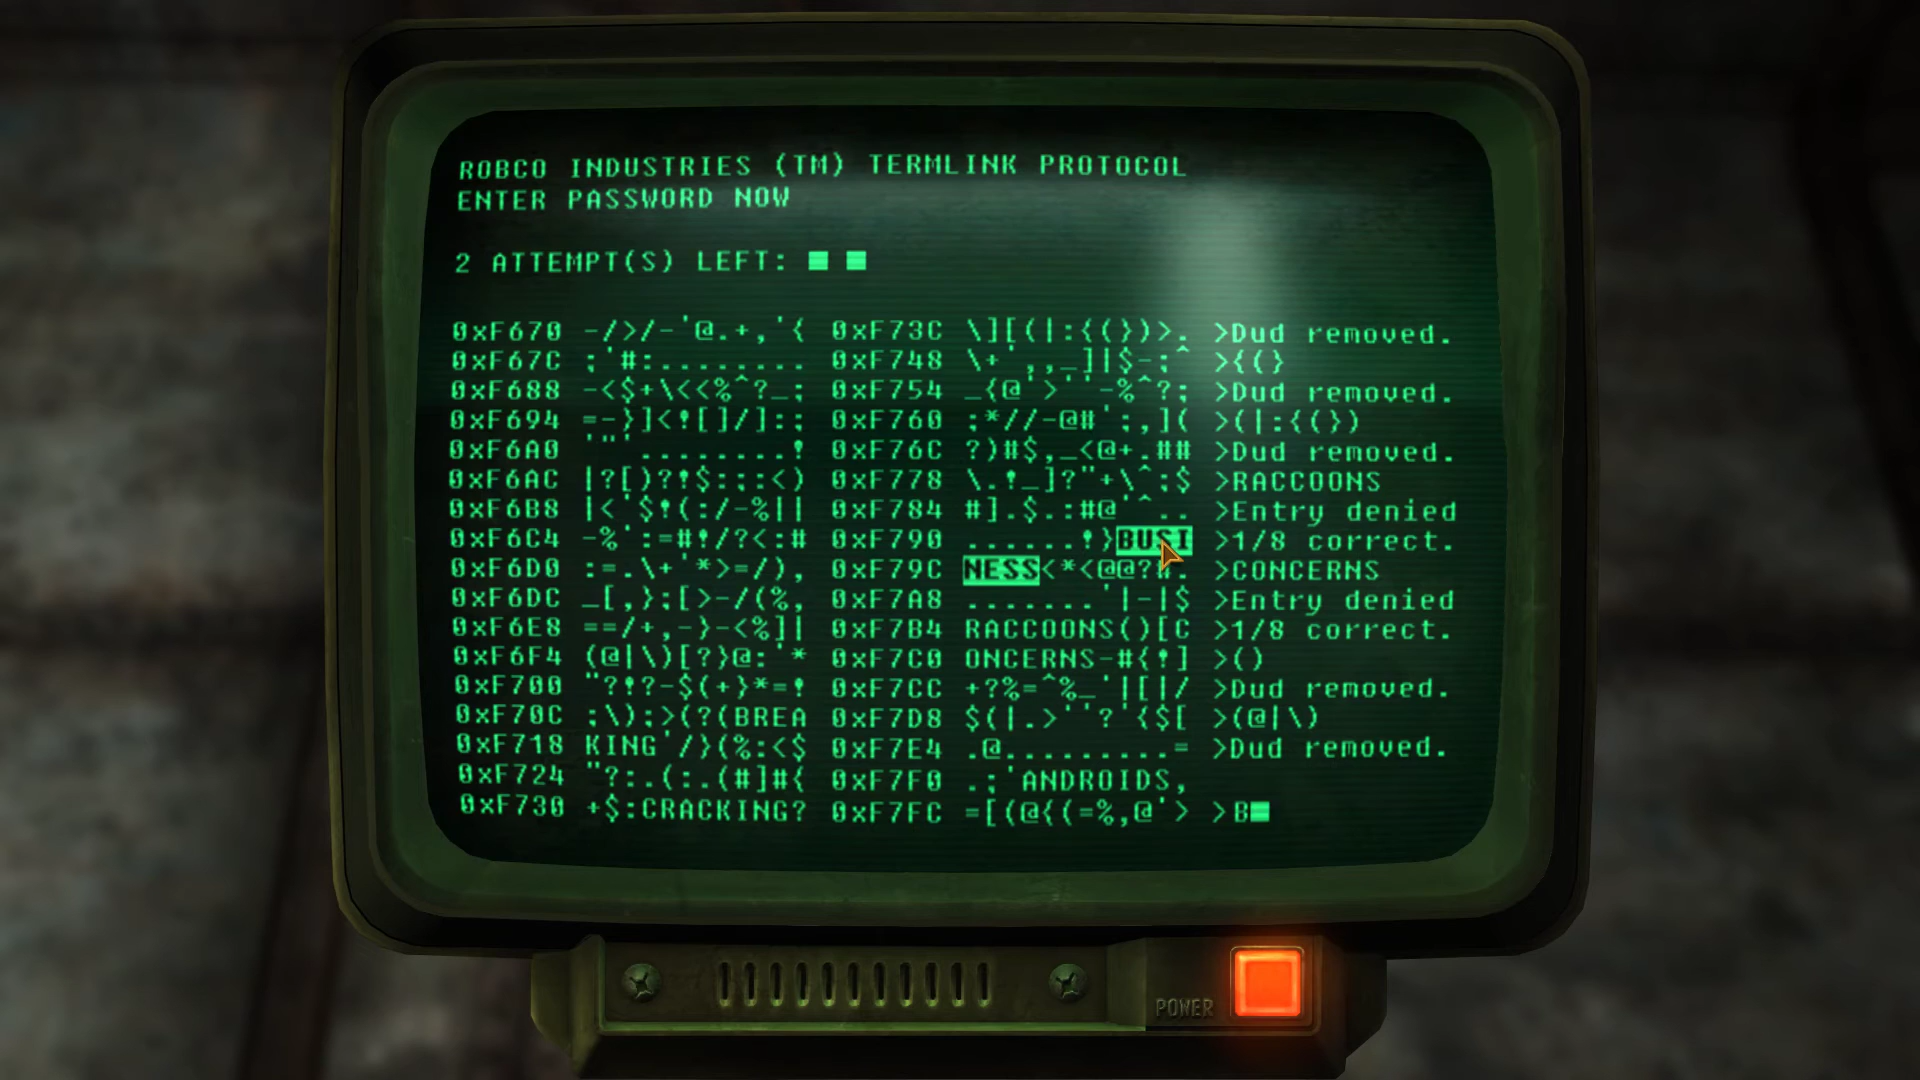 ROBCO INDUSTRIES (TM) TERMLINK PROTOCOL
ENTER PASSWORD NOW
2 ATTEMPT(S) LEFT: ■ ■
0xF670 -/>/-'@.+,'{ 0xF73C \][(|:{(})>. >Dud removed.
0xF67C ;'#:........ 0xF748 \+',,_]|$-;^ >{(}
0xF688 -<$+\<<%^?_; 0xF754 _{@'>''-%^?; >Dud removed.
0xF694 =-}]<![]/]:; 0xF760 ;*//-@#';,]( >(|:{(})
0xF6A0 '"'........! 0xF76C ?)#$,_<@+.## >Dud removed.
0xF6AC |?[)?!$:;:<) 0xF778 \.!_]?"+\^;$ >RACCOONS
0xF6B8 |<'$!(:/-%|| 0xF784 #].$.:#@'^.. >Entry denied
0xF6C4 -%':=#!/?<:# 0xF790 ......!}BUSI >1/8 correct.
0xF6D0 :=.\+'*>=/), 0xF79C NESS<*<@@?#. >CONCERNS
0xF6DC _[,};[>-/(%, 0xF7A8 .......'|-|$ >Entry denied
0xF6E8 ==/+,-}-<%]| 0xF7B4 RACCOONS()[C >1/8 correct.
0xF6F4 (@|\)[?}@:'* 0xF7C0 ONCERNS-#{!] >()
0xF700 "?!?-$(+}*=! 0xF7CC +?%=^%_'|[|/ >Dud removed.
0xF70C ;\);>(?(BREA 0xF7D8 $(|.>''?'{$[ >(@|\)
0xF718 KING'/}(%:<$ 0xF7E4 .@.........= >Dud removed.
0xF724 "?:.(:.(#]#{ 0xF7F0 .;'ANDROIDS,
0xF730 +$:CRACKING? 0xF7FC =[(@{(=%,@'> >B■
POWER